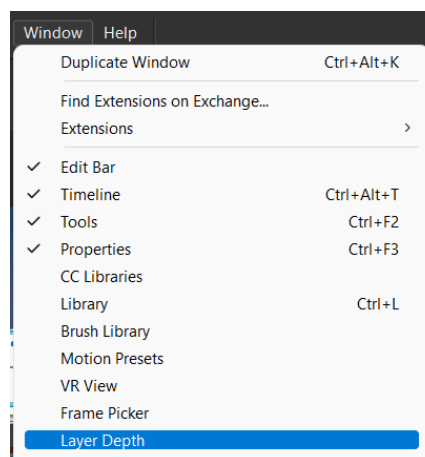 Window Help
Duplicate Window Ctrl+Alt+K
Find Extensions on Exchange...
Extensions
Edit Bar
Timeline Ctrl+Alt+T
Tools Ctrl+F2
Properties Ctrl+F3
CC Libraries
Library Ctrl+L
Brush Library
Motion Presets
VR View
Frame Picker
Layer Depth